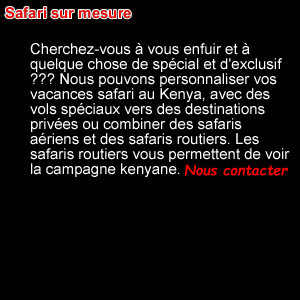 Safari sur mesure
Cherchez-vous à vous enfuir et à
quelque chose de spécial et d'exclusif
??? Nous pouvons personnaliser vos
vacances safari au Kenya, avec des
vols spéciaux vers des destinations
privées ou combiner des safaris
aériens et des safaris routiers. Les
safaris routiers vous permettent de voir
la campagne kenyane. Nous contacter